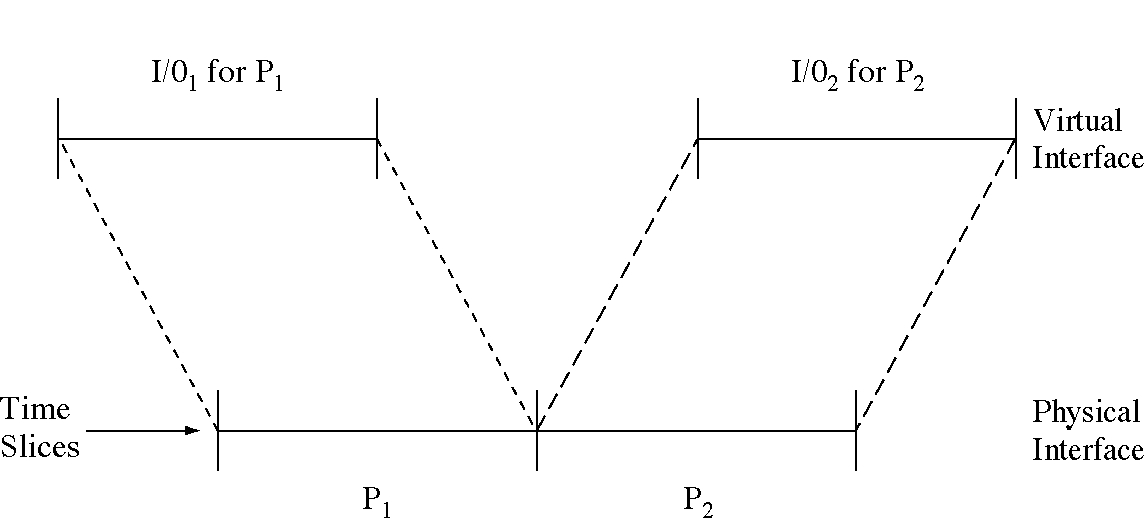 I/0₁ for P₁
I/0₂ for P₂
Virtual
Interface
Time
Slices
Physical
Interface
P₁
P₂